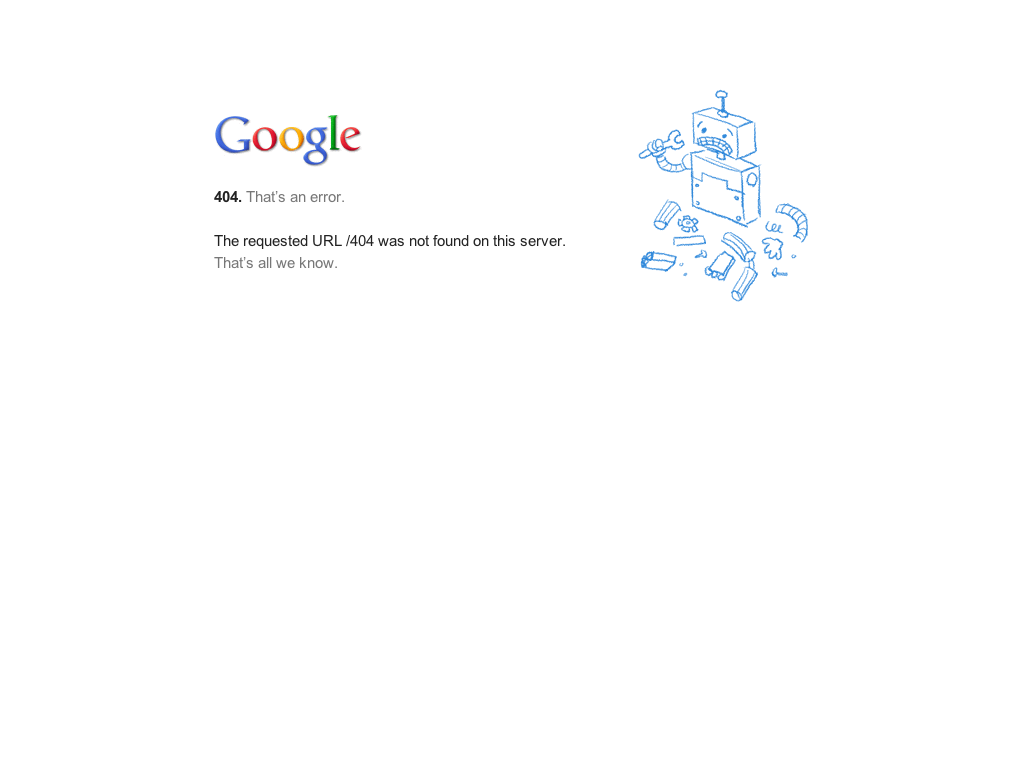 Google
404. That’s an error.
The requested URL /404 was not found on this server.
That’s all we know.